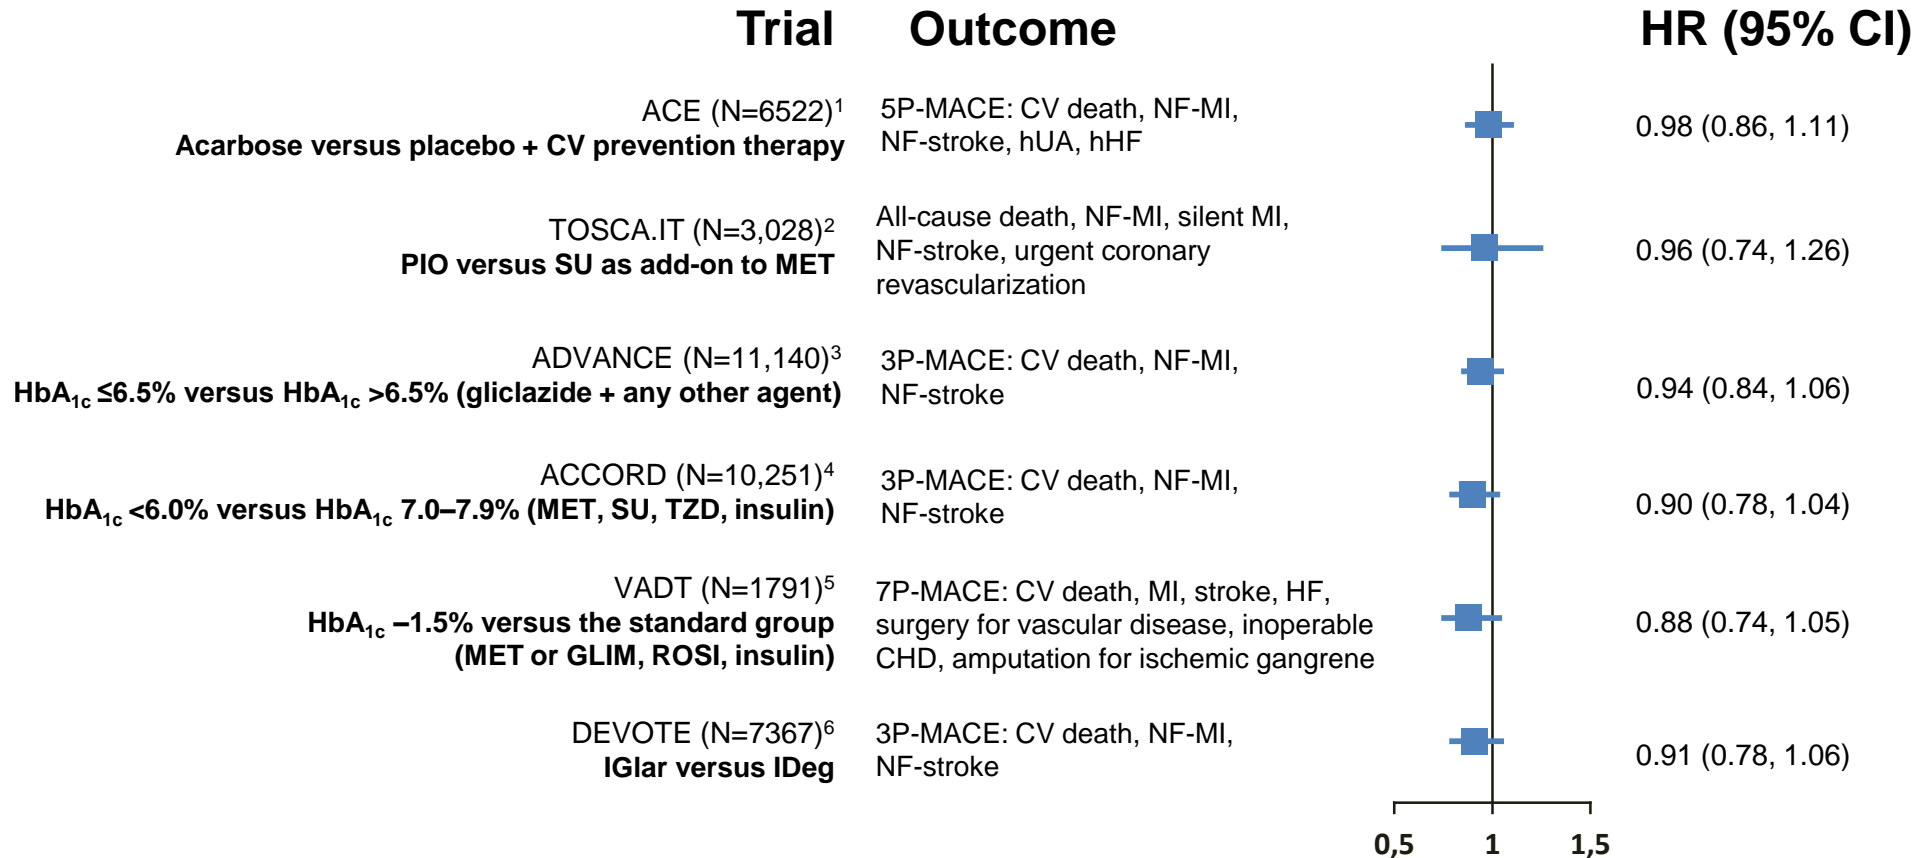 Trial Outcome HR (95% CI)
ACE (N=6522)¹
Acarbose versus placebo + CV prevention therapy
5P-MACE: CV death, NF-MI,
NF-stroke, hUA, hHF
0.98 (0.86, 1.11)
TOSCA.IT (N=3,028)²
PIO versus SU as add-on to MET
All-cause death, NF-MI, silent MI,
NF-stroke, urgent coronary
revascularization
0.96 (0.74, 1.26)
ADVANCE (N=11,140)³
HbA₁c ≤6.5% versus HbA₁c >6.5% (gliclazide + any other agent)
3P-MACE: CV death, NF-MI,
NF-stroke
0.94 (0.84, 1.06)
ACCORD (N=10,251)⁴
HbA₁c <6.0% versus HbA₁c 7.0–7.9% (MET, SU, TZD, insulin)
3P-MACE: CV death, NF-MI,
NF-stroke
0.90 (0.78, 1.04)
VADT (N=1791)⁵
HbA₁c –1.5% versus the standard group
(MET or GLIM, ROSI, insulin)
7P-MACE: CV death, MI, stroke, HF,
surgery for vascular disease, inoperable
CHD, amputation for ischemic gangrene
0.88 (0.74, 1.05)
DEVOTE (N=7367)⁶
IGlar versus IDeg
3P-MACE: CV death, NF-MI,
NF-stroke
0.91 (0.78, 1.06)
0,5 1 1,5